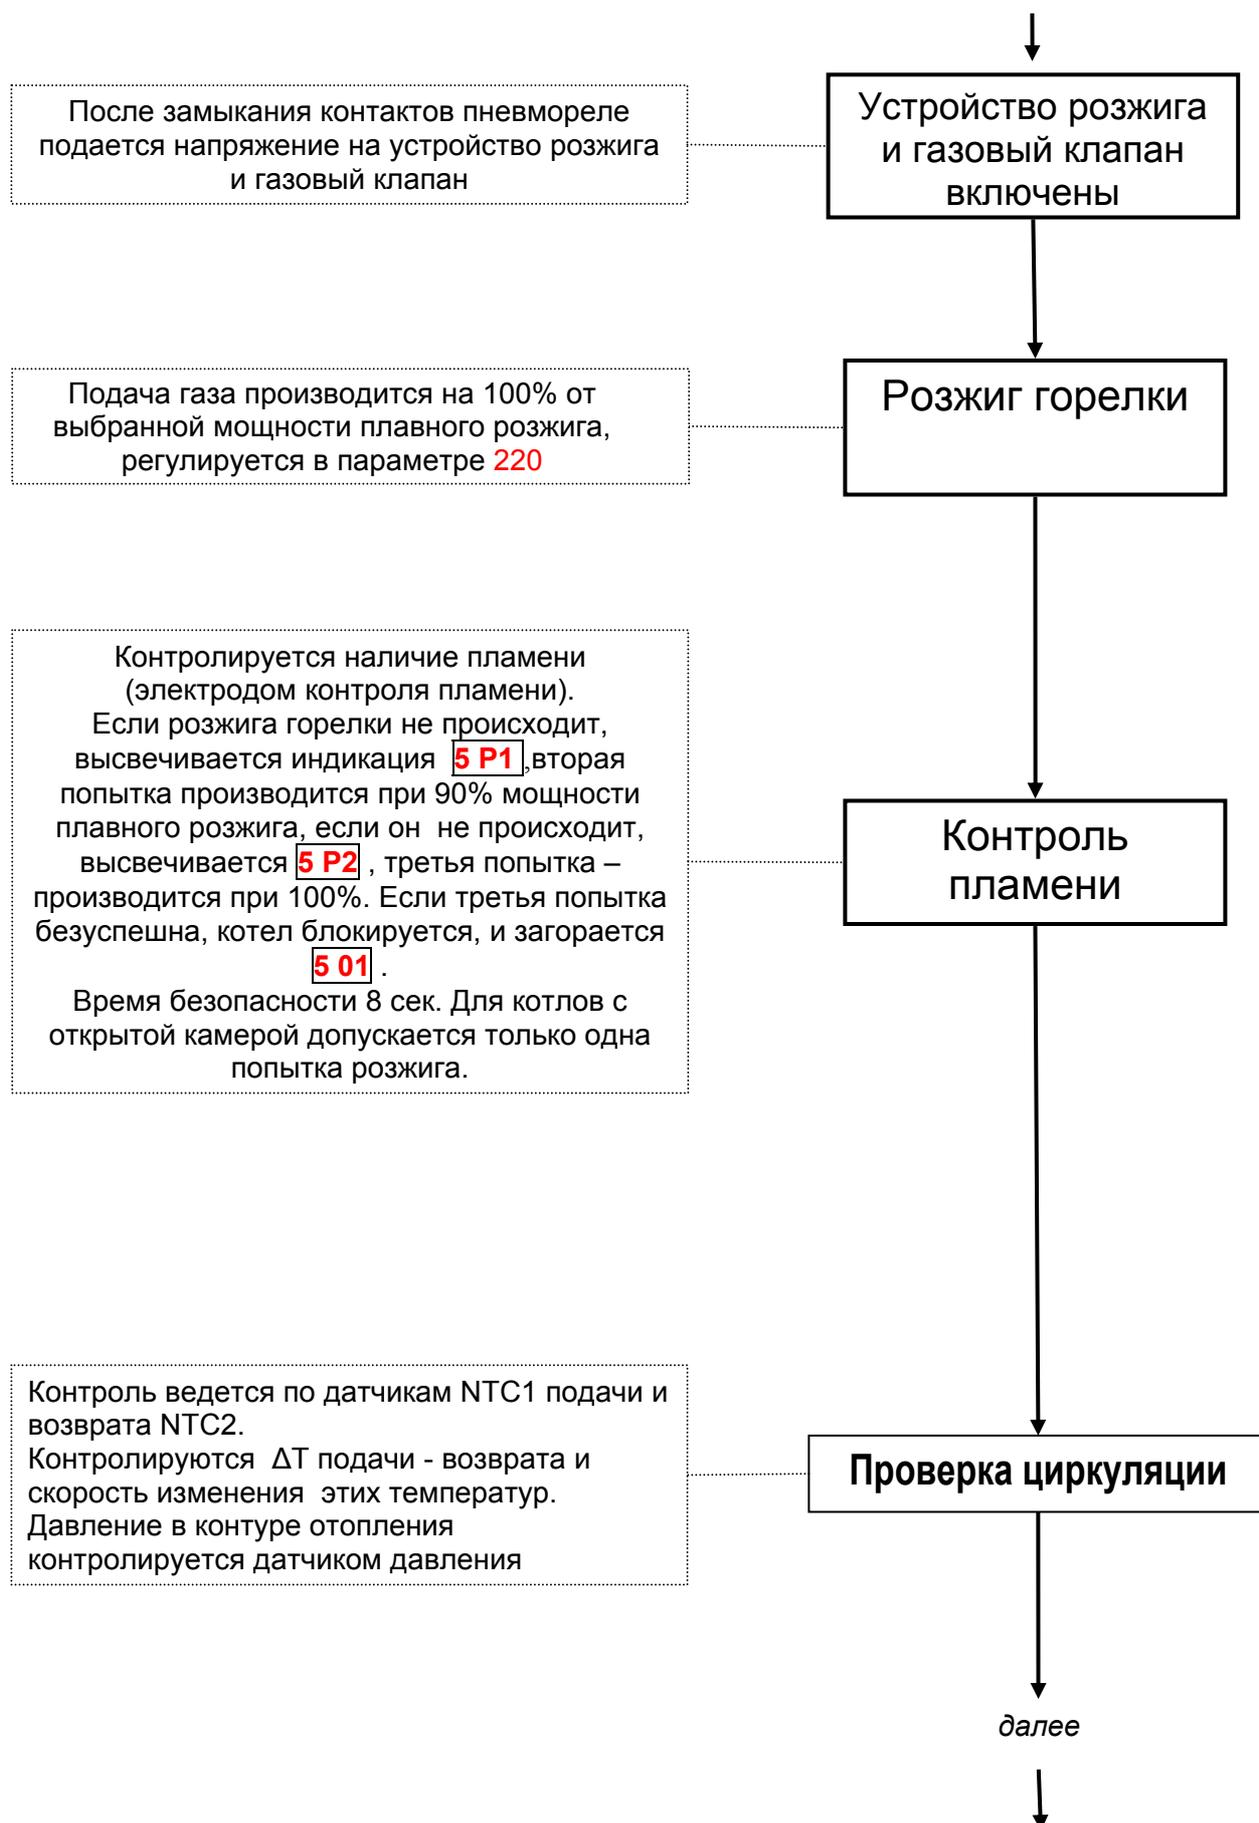 После замыкания контактов пневмореле
подается напряжение на устройство розжига
и газовый клапан
Устройство розжига
и газовый клапан
включены
Подача газа производится на 100% от
выбранной мощности плавного розжига,
регулируется в параметре 220
Розжиг горелки
Контролируется наличие пламени
(электродом контроля пламени).
Если розжига горелки не происходит,
высвечивается индикация 5 P1 ,вторая
попытка производится при 90% мощности
плавного розжига, если он не происходит,
высвечивается 5 P2 , третья попытка –
производится при 100%. Если третья попытка
безуспешна, котел блокируется, и загорается
5 01 .
Время безопасности 8 сек. Для котлов с
открытой камерой допускается только одна
попытка розжига.
Контроль
пламени
Контроль ведется по датчикам NTC1 подачи и
возврата NTC2.
Контролируются ΔT подачи - возврата и
скорость изменения этих температур.
Давление в контуре отопления
контролируется датчиком давления
Проверка циркуляции
далее